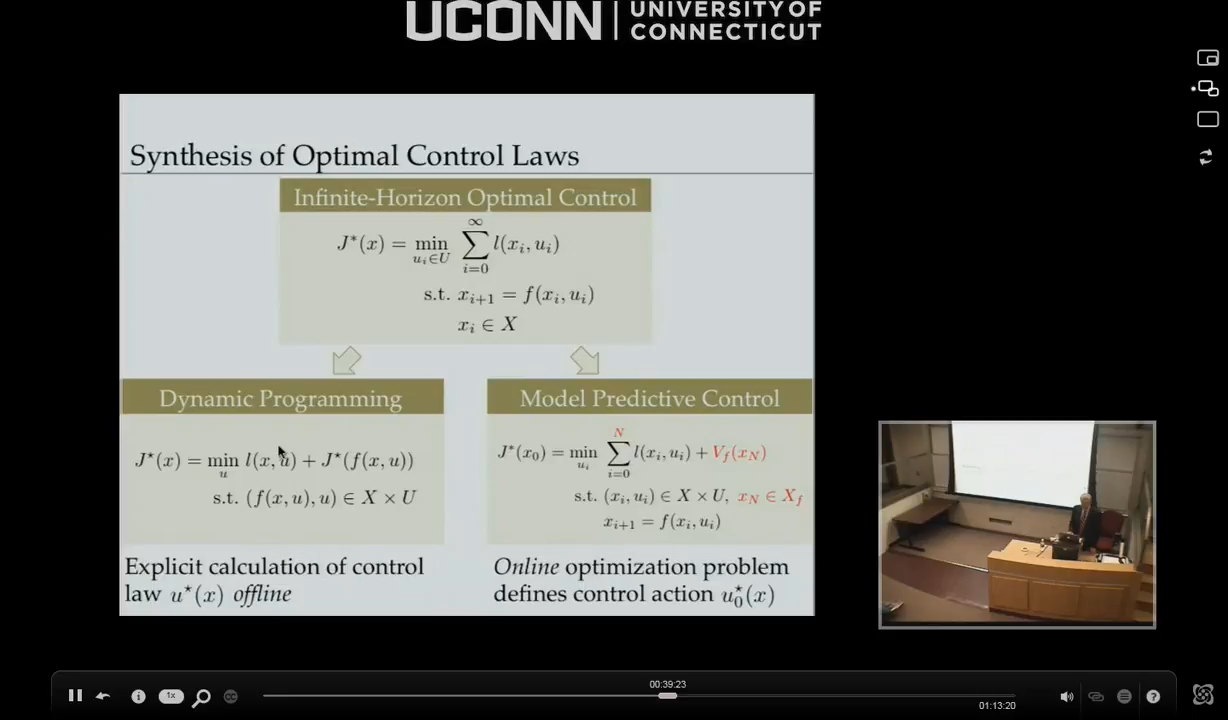 UCONN | UNIVERSITY OF CONNECTICUT
Synthesis of Optimal Control Laws
Infinite-Horizon Optimal Control
J*(x) = min_{u_i∈U} ∑_{i=0}^{∞} l(x_i, u_i)
s.t. x_{i+1} = f(x_i, u_i)
x_i ∈ X
Dynamic Programming
J*(x) = min_u l(x, u) + J*(f(x, u))
s.t. (f(x, u), u) ∈ X × U
Explicit calculation of control
law u*(x) offline
Model Predictive Control
J*(x_0) = min_{u_i} ∑_{i=0}^{N} l(x_i, u_i) + V_f(x_N)
s.t. (x_i, u_i) ∈ X × U, x_N ∈ X_f
x_{i+1} = f(x_i, u_i)
Online optimization problem
defines control action u_0*(x)
1x
CC
00:39:23
01:13:20